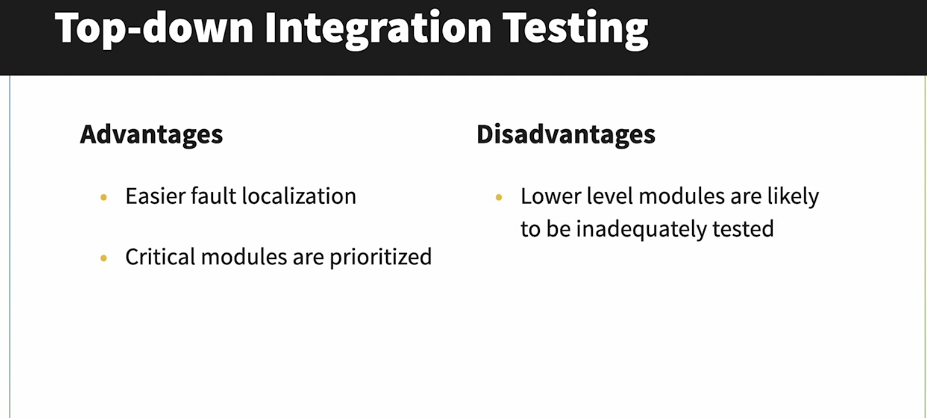 Top-down Integration Testing
Advantages
• Easier fault localization
• Critical modules are prioritized
Disadvantages
• Lower level modules are likely
to be inadequately tested